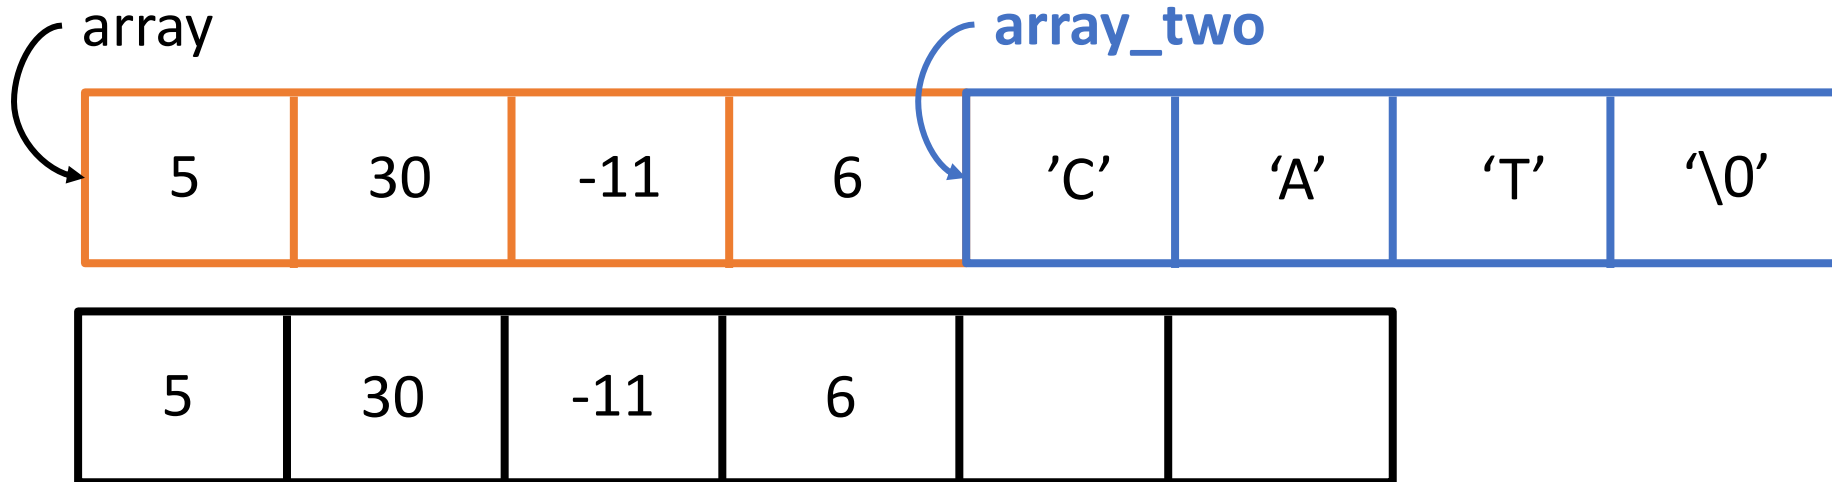 array array_two
5 30 -11 6 ’C’ ‘A’ ‘T’ ‘\0’
5 30 -11 6